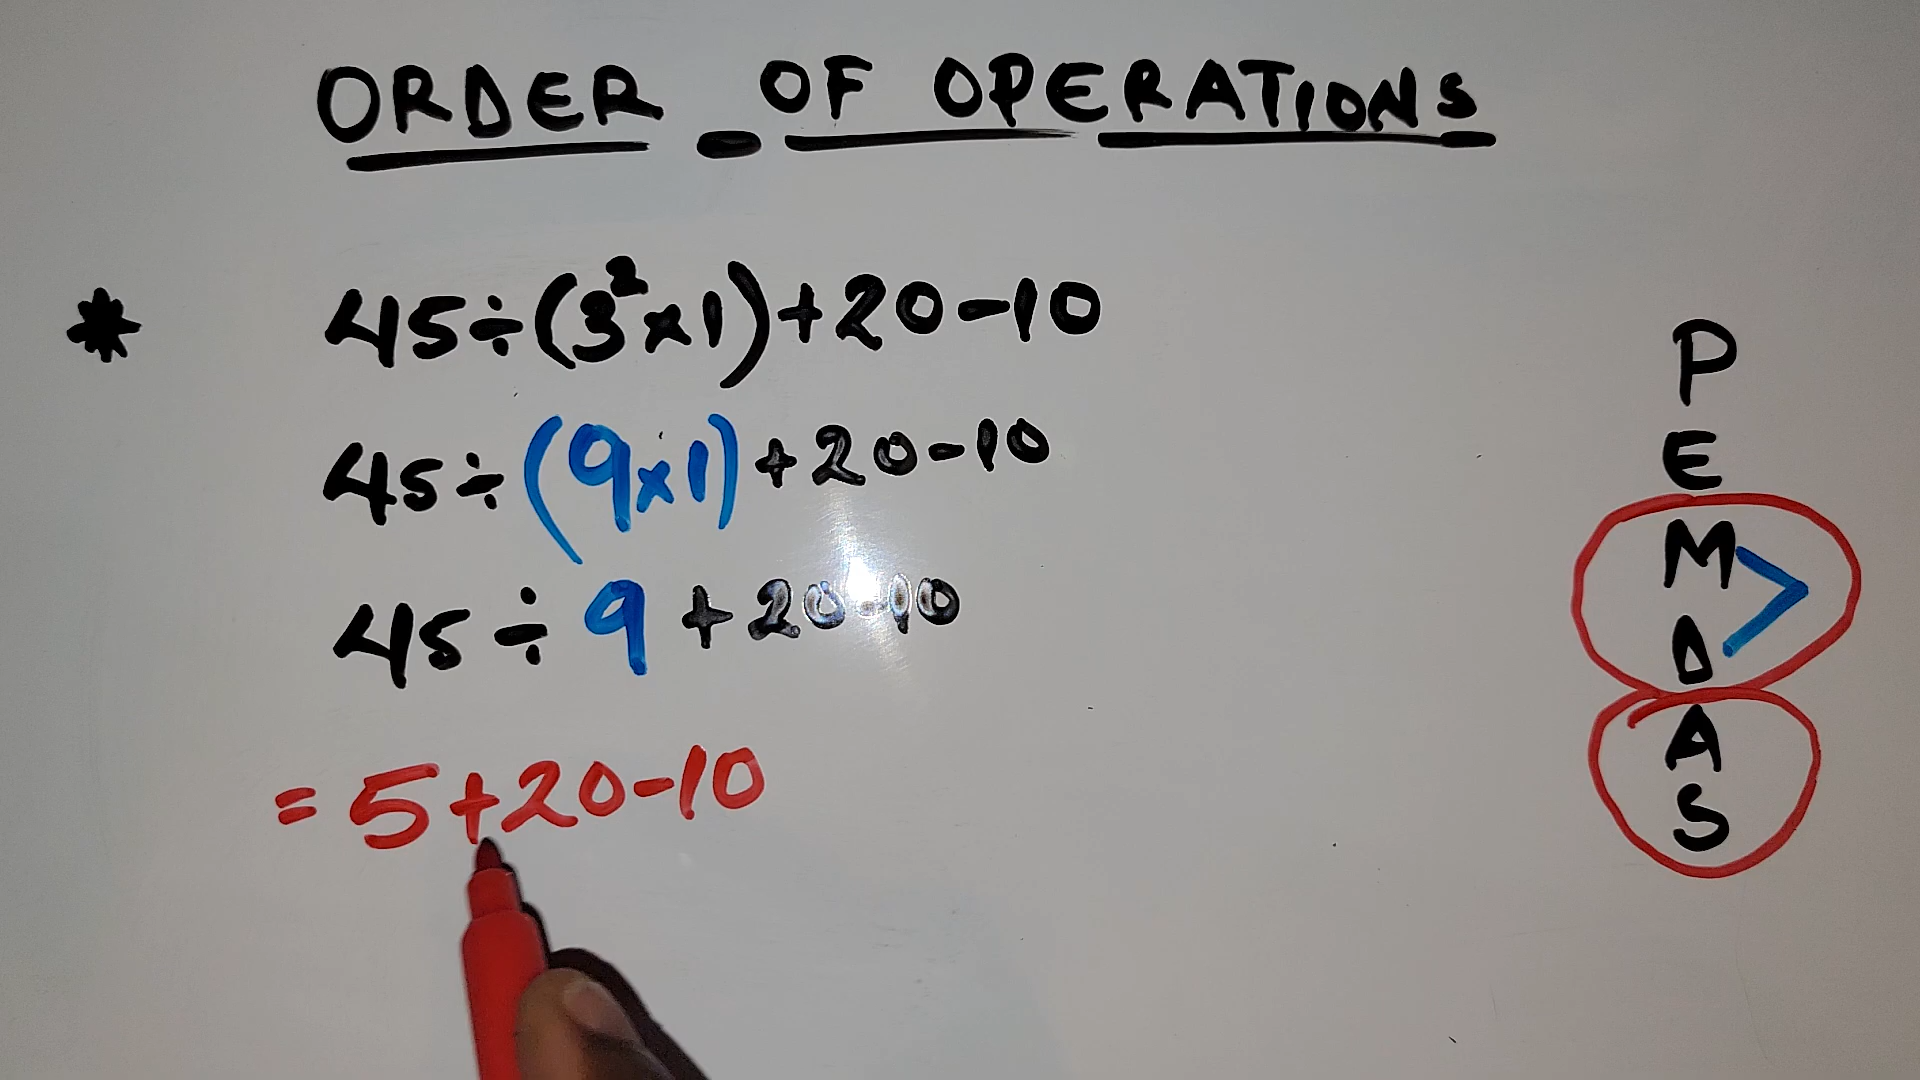 ORDER OF OPERATIONS
* 45÷(3²×1)+20-10
45÷(9×1)+20-10
45÷9+20-10
=5+20-10
P
E
M
D
A
S